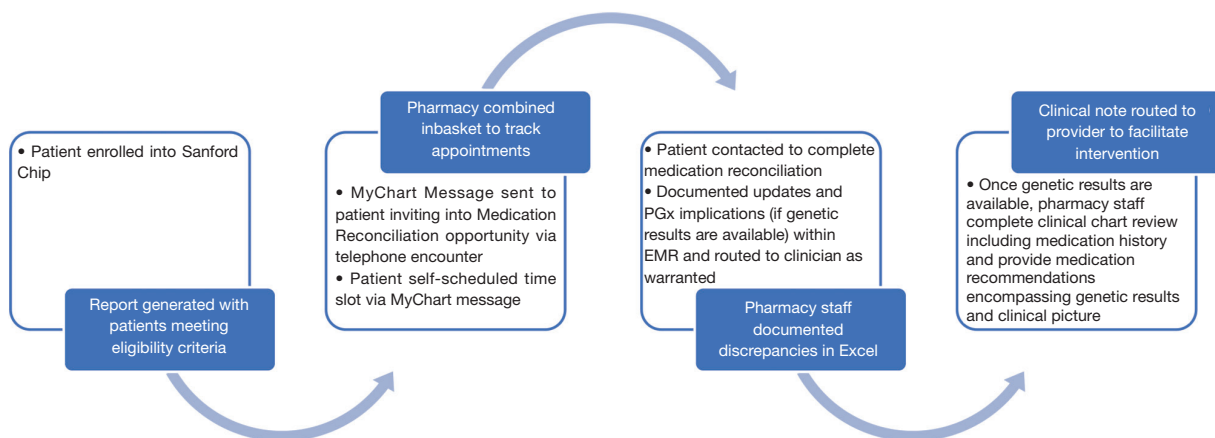 • Patient enrolled into Sanford
Chip
Report generated with
patients meeting
eligibility criteria
Pharmacy combined
inbasket to track
appointments
• MyChart Message sent to
patient inviting into Medication
Reconciliation opportunity via
telephone encounter
• Patient self-scheduled time
slot via MyChart message
• Patient contacted to complete
medication reconciliation
• Documented updates and
PGx implications (if genetic
results are available) within
EMR and routed to clinician as
warranted
Pharmacy staff
documented
discrepancies in Excel
Clinical note routed to
provider to facilitate
intervention
• Once genetic results are
available, pharmacy staff
complete clinical chart review
including medication history
and provide medication
recommendations
encompassing genetic results
and clinical picture